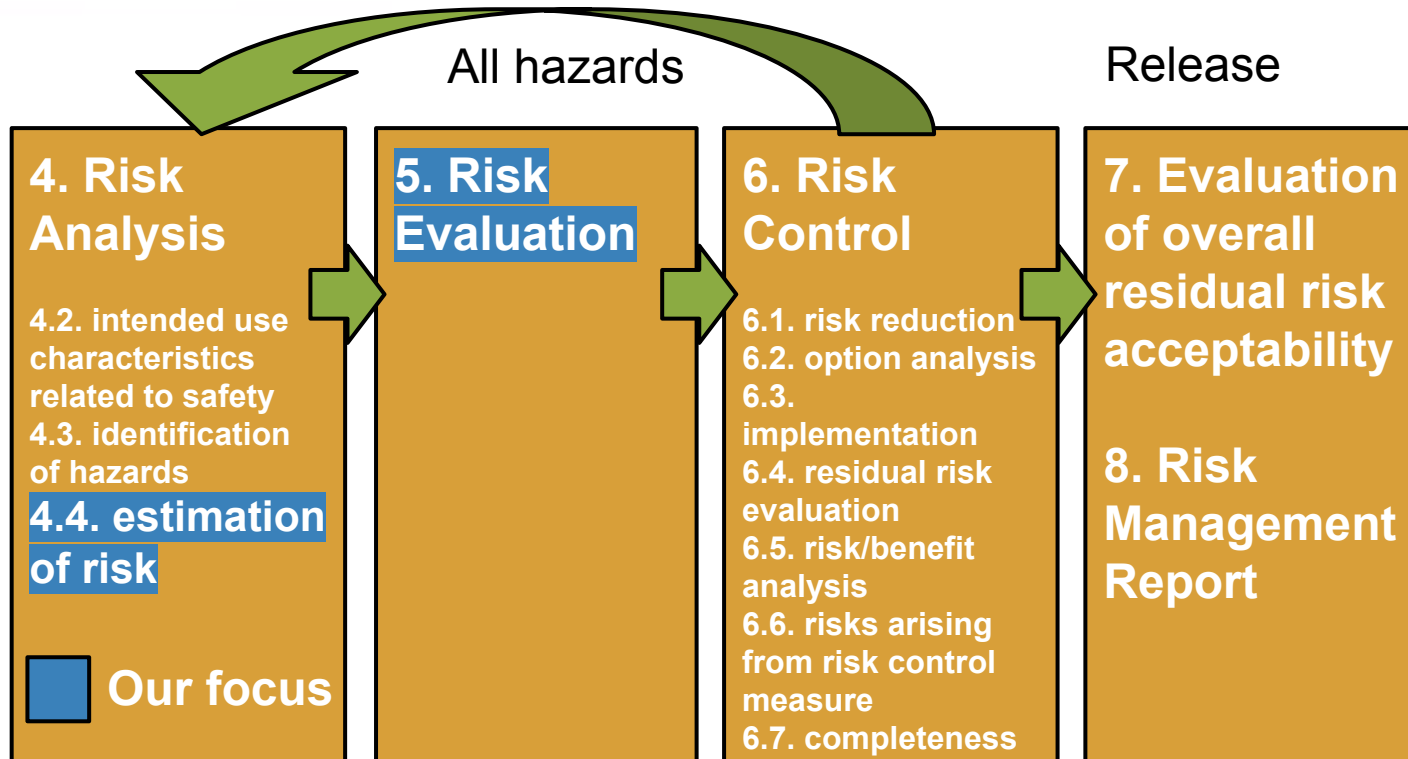 All hazards
Release
4. Risk
Analysis
4.2. intended use
characteristics
related to safety
4.3. identification
of hazards
4.4. estimation
of risk
Our focus
5. Risk
Evaluation
6. Risk
Control
6.1. risk reduction
6.2. option analysis
6.3.
implementation
6.4. residual risk
evaluation
6.5. risk/benefit
analysis
6.6. risks arising
from risk control
measure
6.7. completeness
7. Evaluation
of overall
residual risk
acceptability
8. Risk
Management
Report